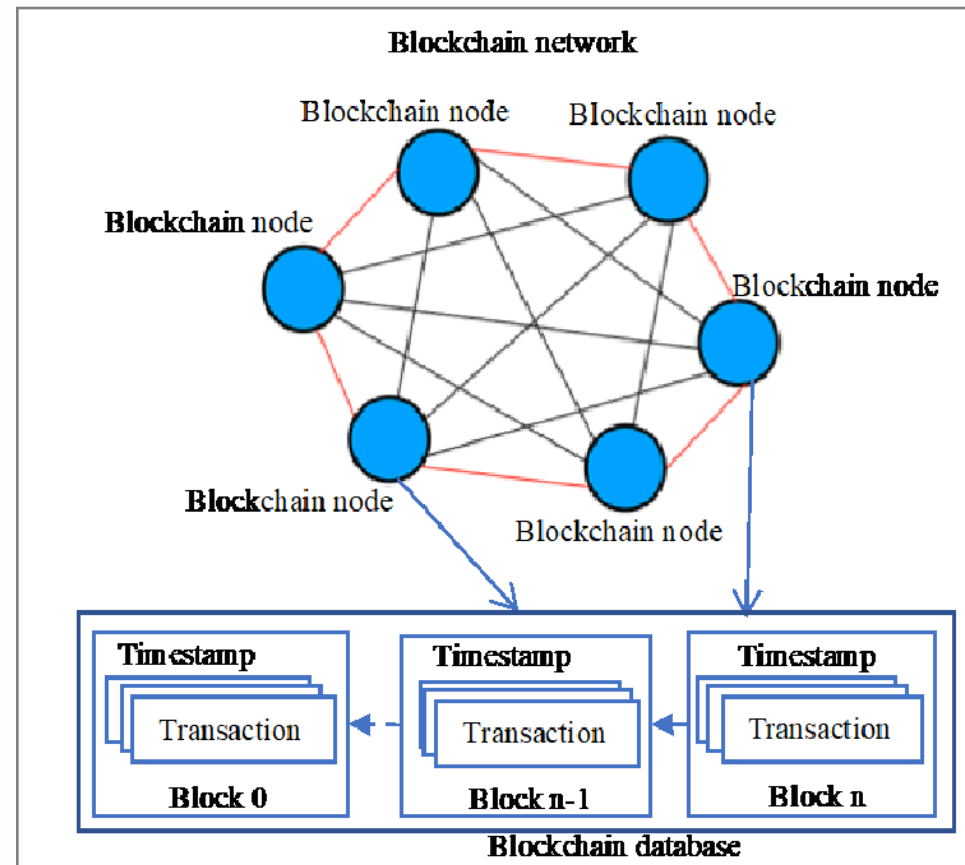 Blockchain network
Blockchain node
Blockchain node
Blockchain node
Blockchain node
Blockchain node
Blockchain node
Timestamp
Transaction
Block 0
Timestamp
Transaction
Block n-1
Timestamp
Transaction
Block n
Blockchain database